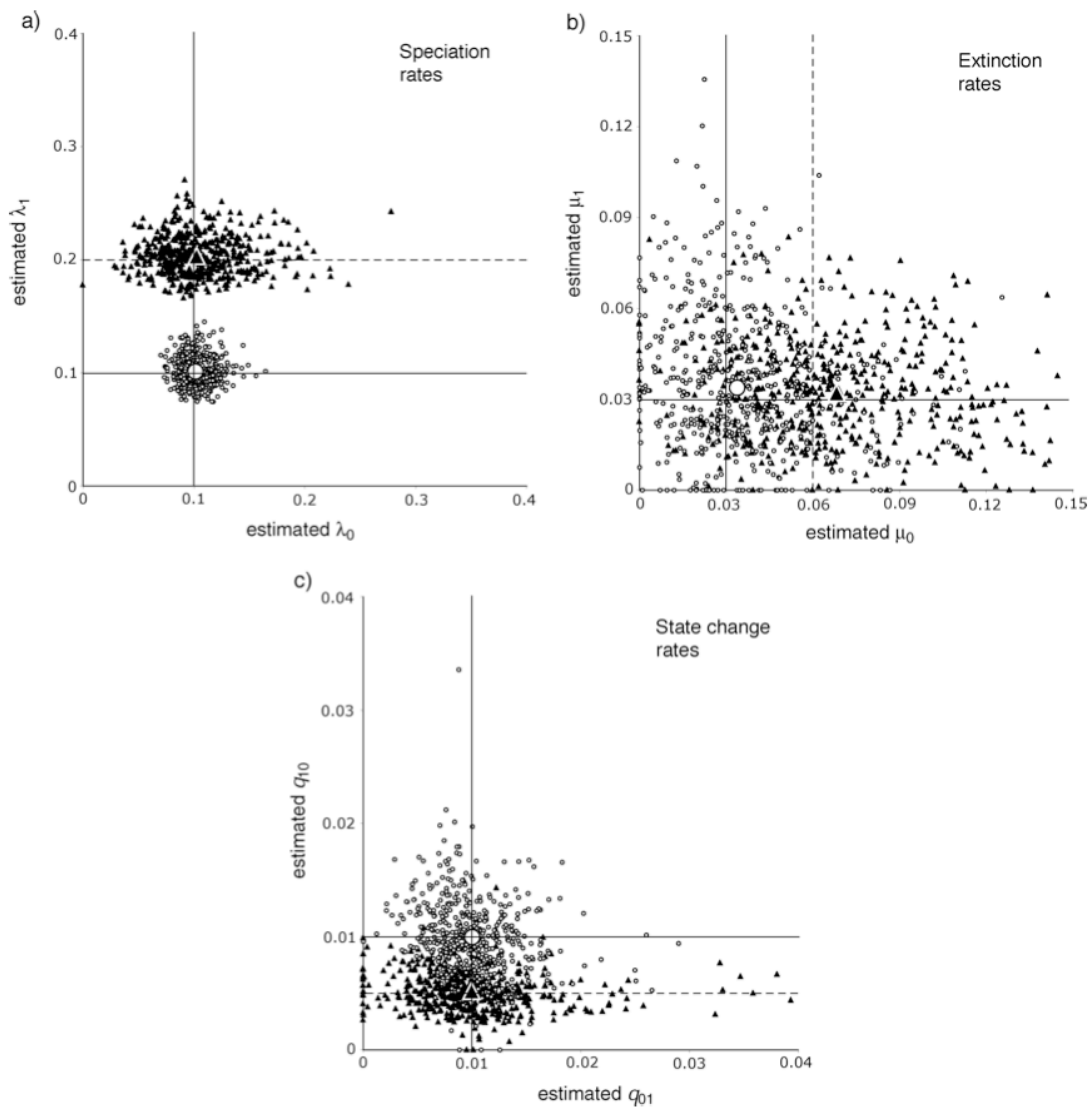 a)
Speciation
rates
0.4
0.3
0.2
0.1
0
estimated λ1
0
0.1
0.2
0.3
0.4
estimated λ0
b)
Extinction
rates
0.15
0.12
0.09
0.06
0.03
0
estimated μ1
0
0.03
0.06
0.09
0.12
0.15
estimated μ0
c)
State change
rates
0.04
0.03
0.02
0.01
0
estimated q10
0
0.01
0.02
0.03
0.04
estimated q01